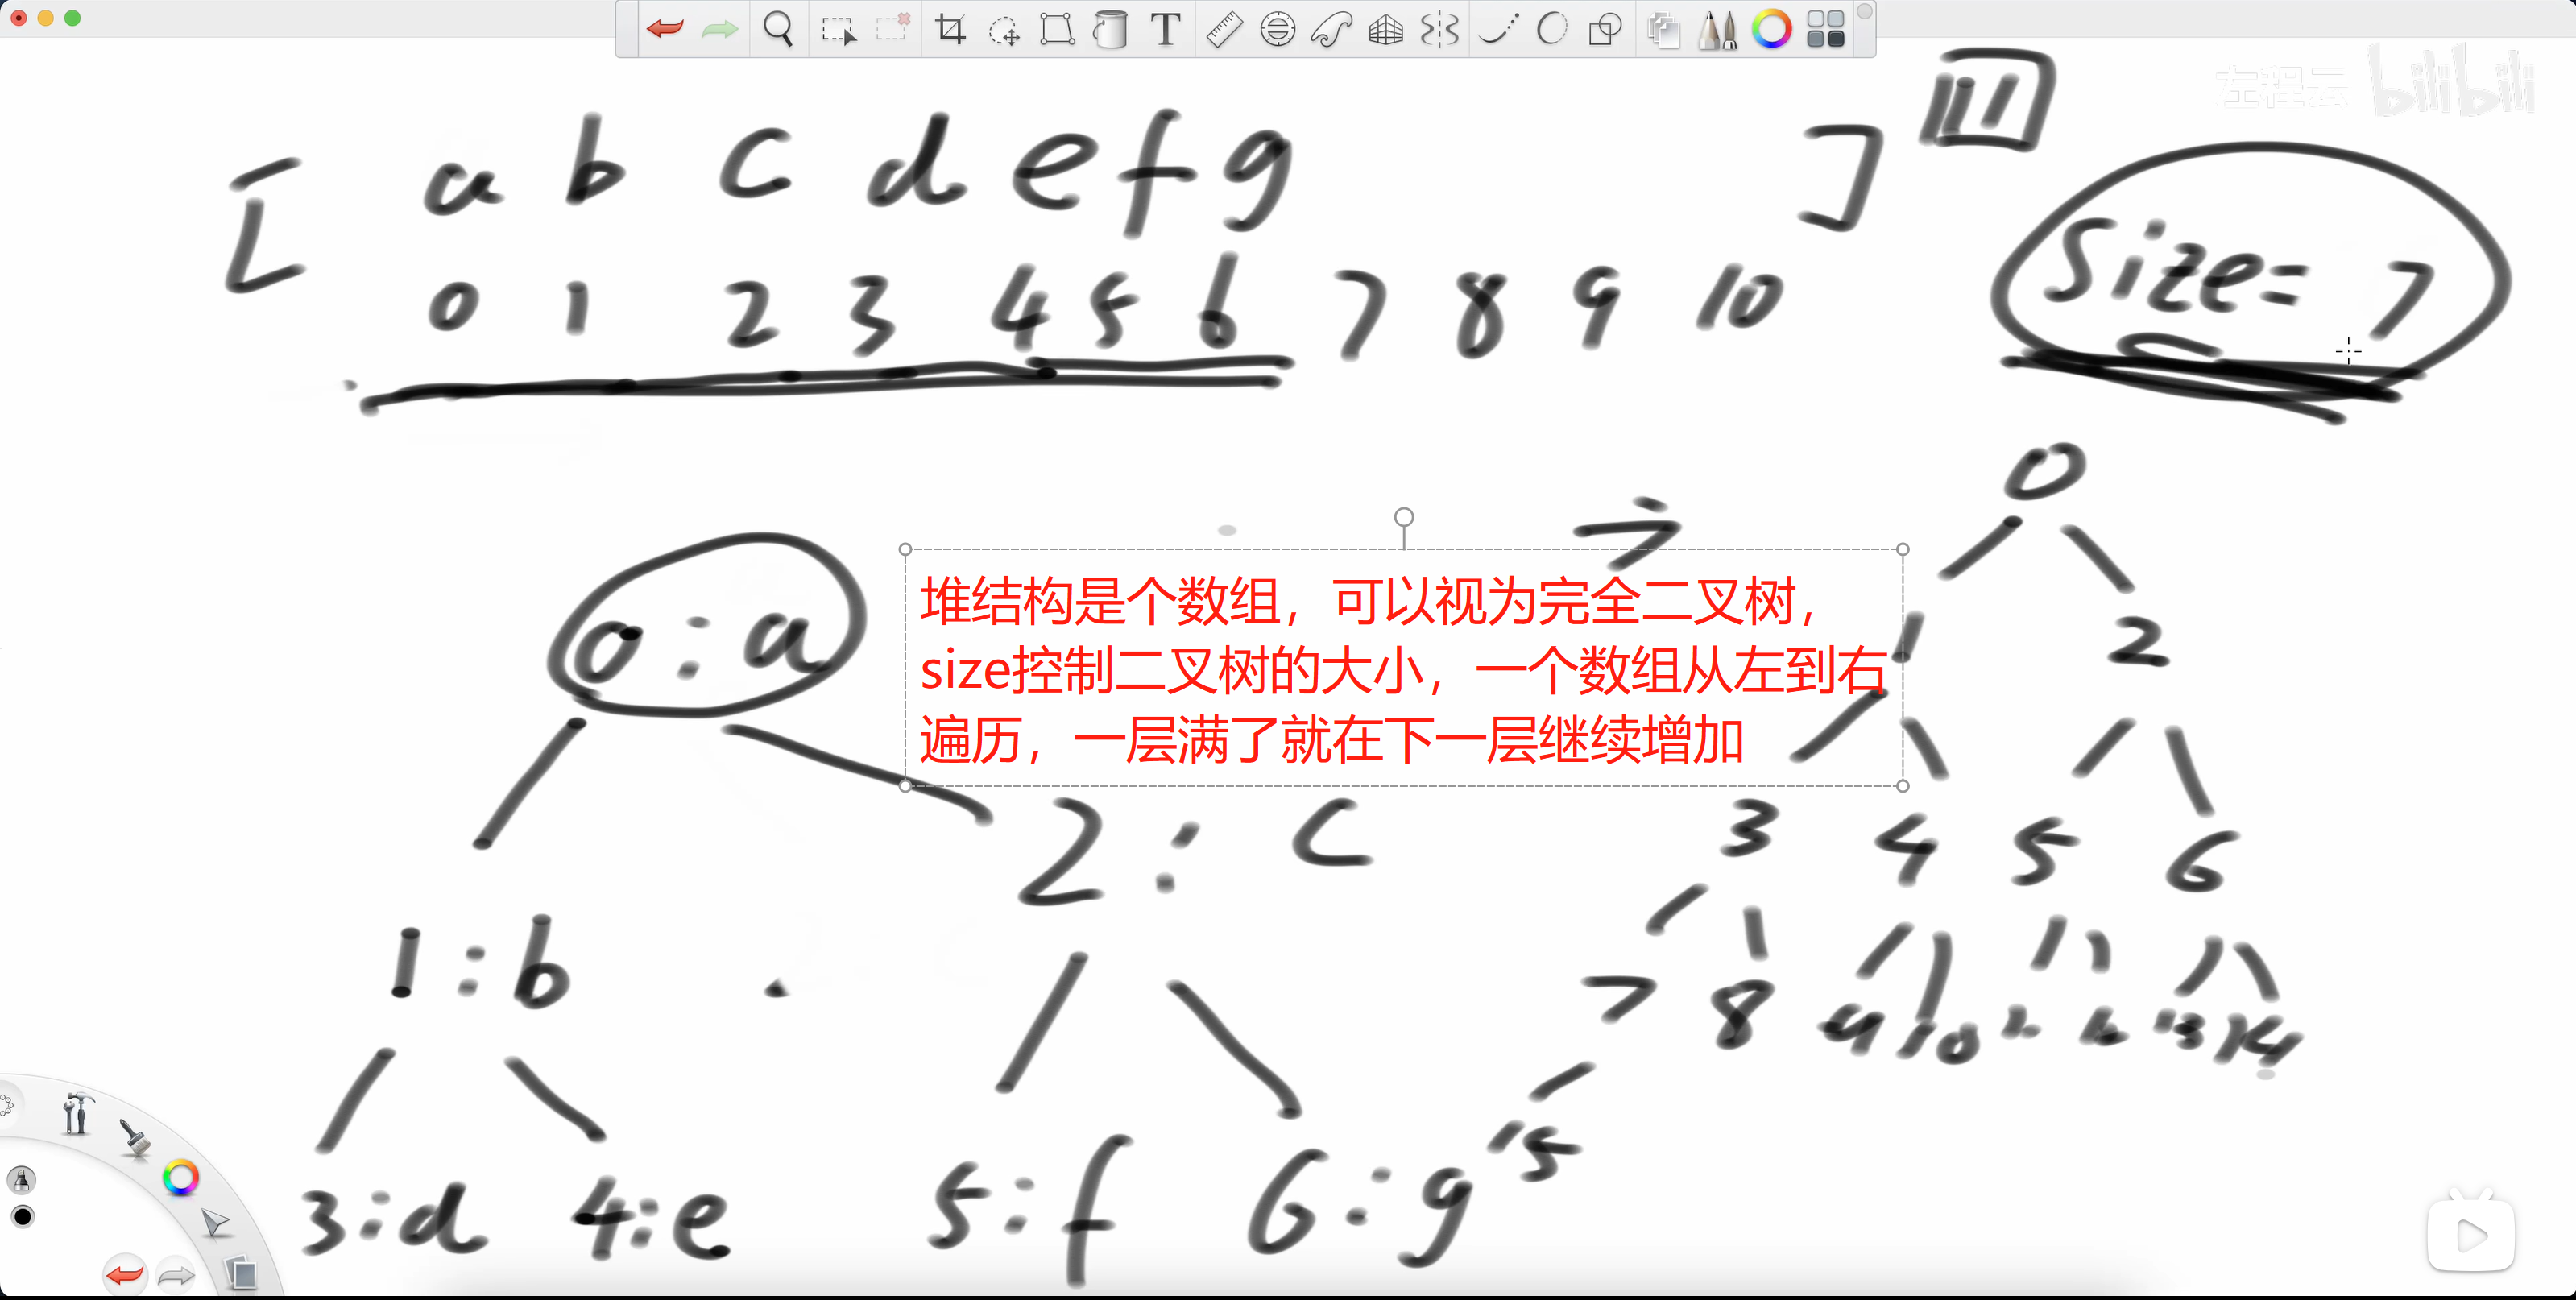 左程云 bilibili
[ a b c d e f g ]
0 1 2 3 4 5 6 7 8 9 10
size= 7
0
堆结构是个数组，可以视为完全二叉树，
size控制二叉树的大小，一个数组从左到右
遍历，一层满了就在下一层继续增加
1 2
3 4 5 6
7 8 9 10 13 14
15
0 : a
1 : b 2 : c
3 : d 4 : e 5 : f 6 : g